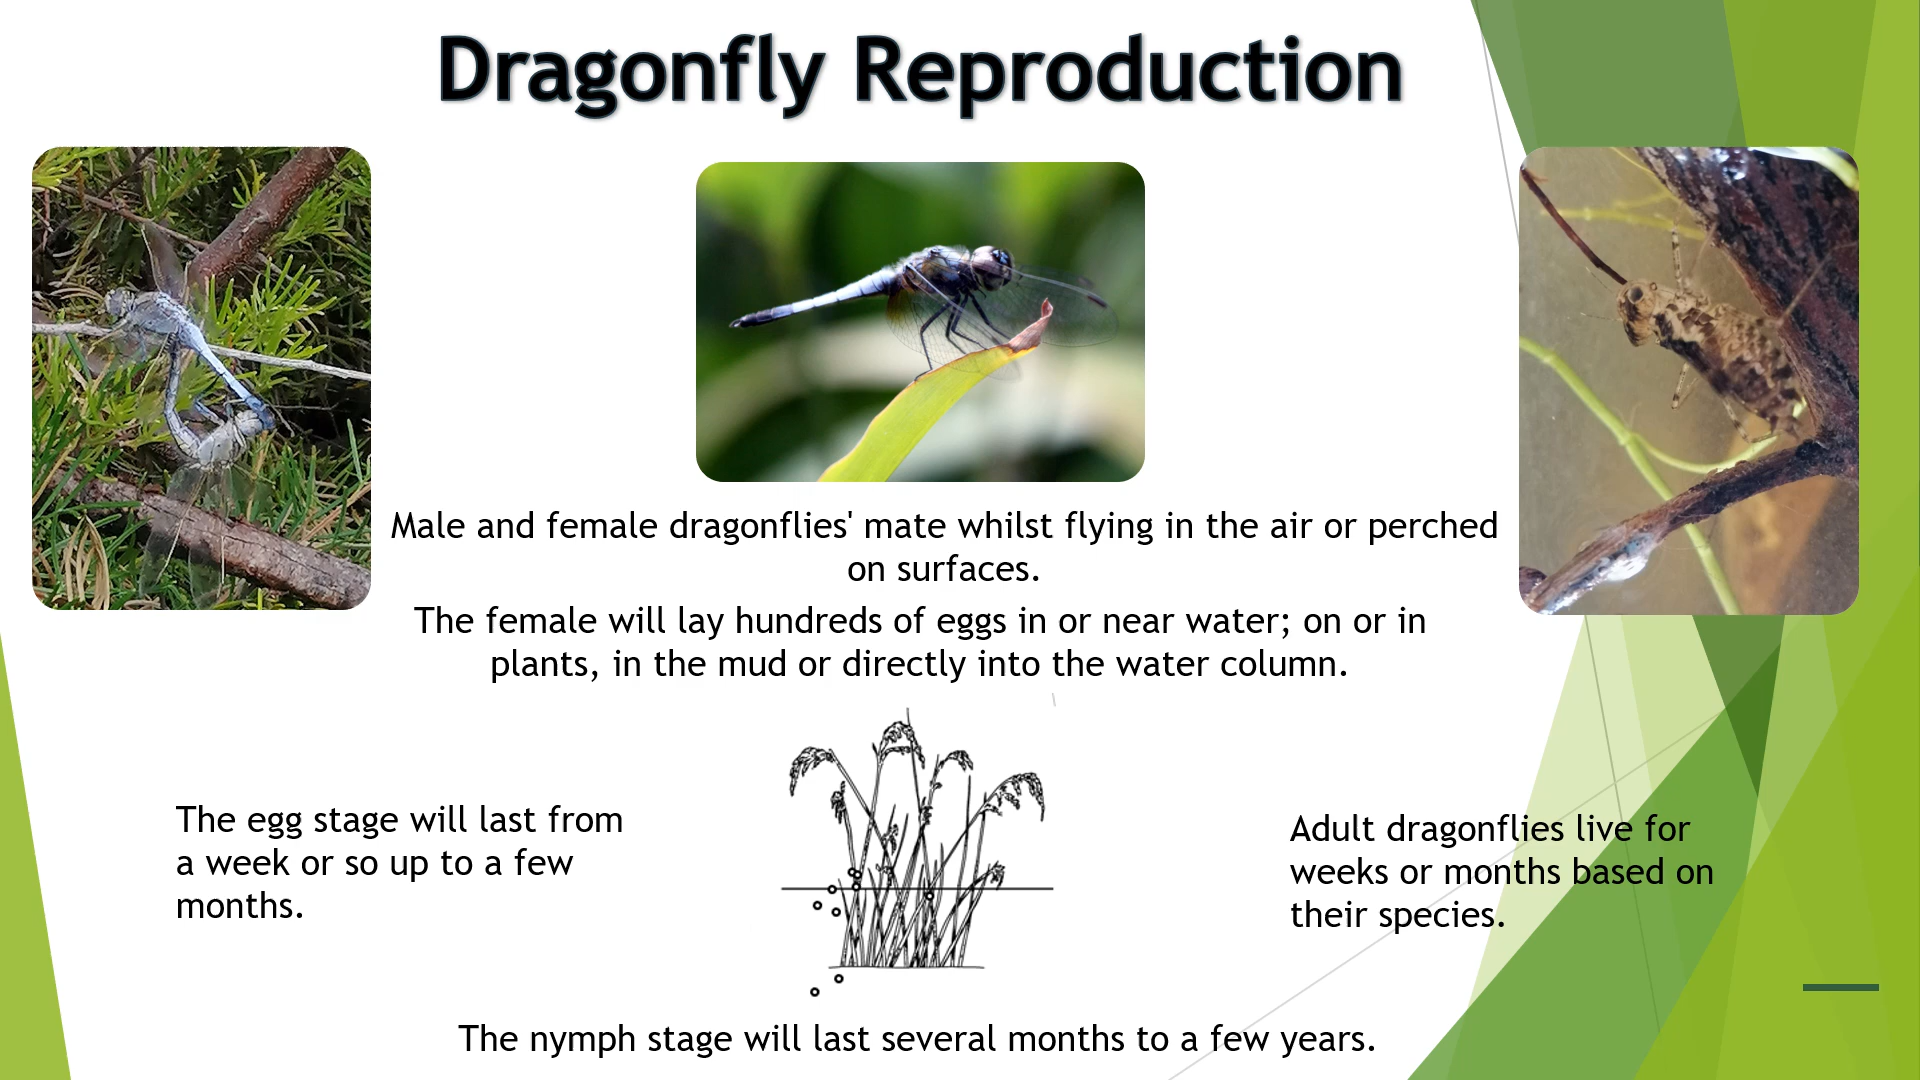 Dragonfly Reproduction
Male and female dragonflies' mate whilst flying in the air or perched
on surfaces.
The female will lay hundreds of eggs in or near water; on or in
plants, in the mud or directly into the water column.
The egg stage will last from
a week or so up to a few
months.
Adult dragonflies live for
weeks or months based on
their species.
The nymph stage will last several months to a few years.